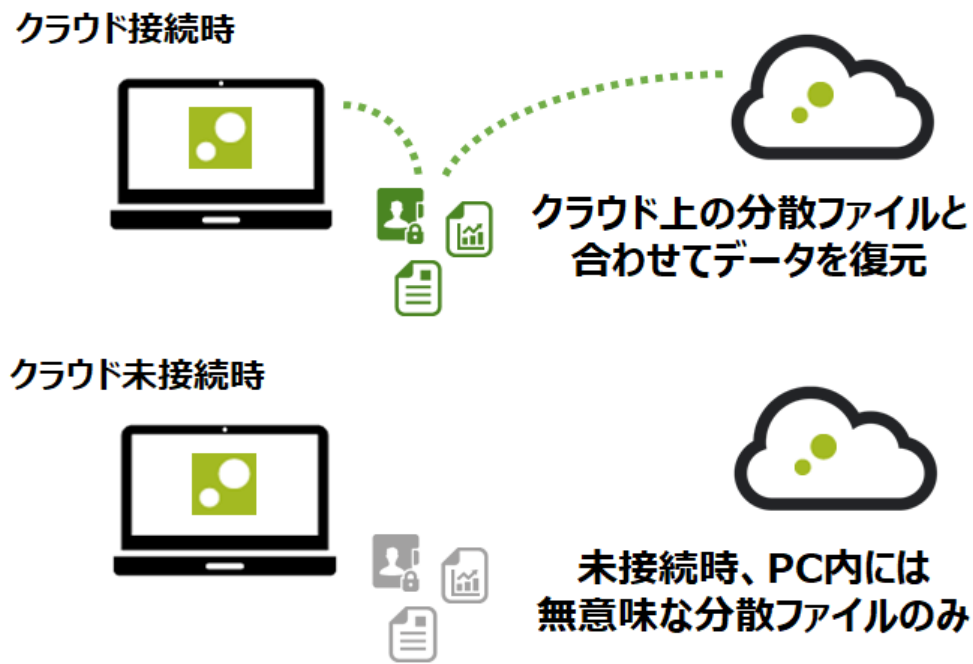 クラウド接続時
クラウド上の分散ファイルと
合わせてデータを復元
クラウド未接続時
未接続時、PC内には
無意味な分散ファイルのみ